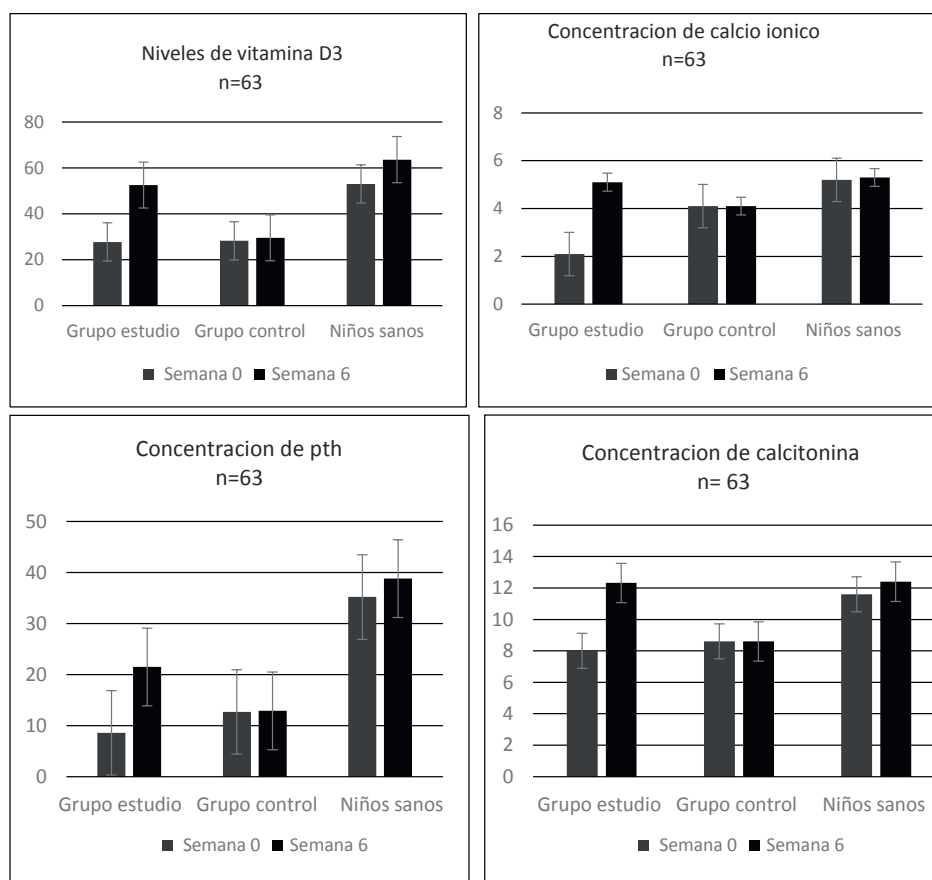 Niveles de vitamina D3
n=63
80
60
40
20
0
Grupo estudio Grupo control Niños sanos
Semana 0 Semana 6
Concentracion de calcio ionico
n=63
8
6
4
2
0
Grupo estudio Grupo control Niños sanos
Semana 0 Semana 6
Concentracion de pth
n=63
50
40
30
20
10
0
Grupo estudio Grupo control Niños sanos
Semana 0 Semana 6
Concentracion de calcitonina
n= 63
16
14
12
10
8
6
4
2
0
Grupo estudio Grupo control Niños sanos
Semana 0 Semana 6